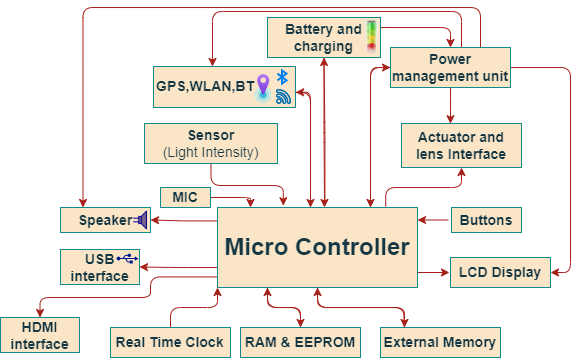 Battery and
charging
Power
management unit
GPS,WLAN,BT
Sensor
(Light Intensity)
Actuator and
lens Interface
MIC
Speaker
Micro Controller
Buttons
USB
interface
LCD Display
HDMI
interface
Real Time Clock
RAM & EEPROM
External Memory